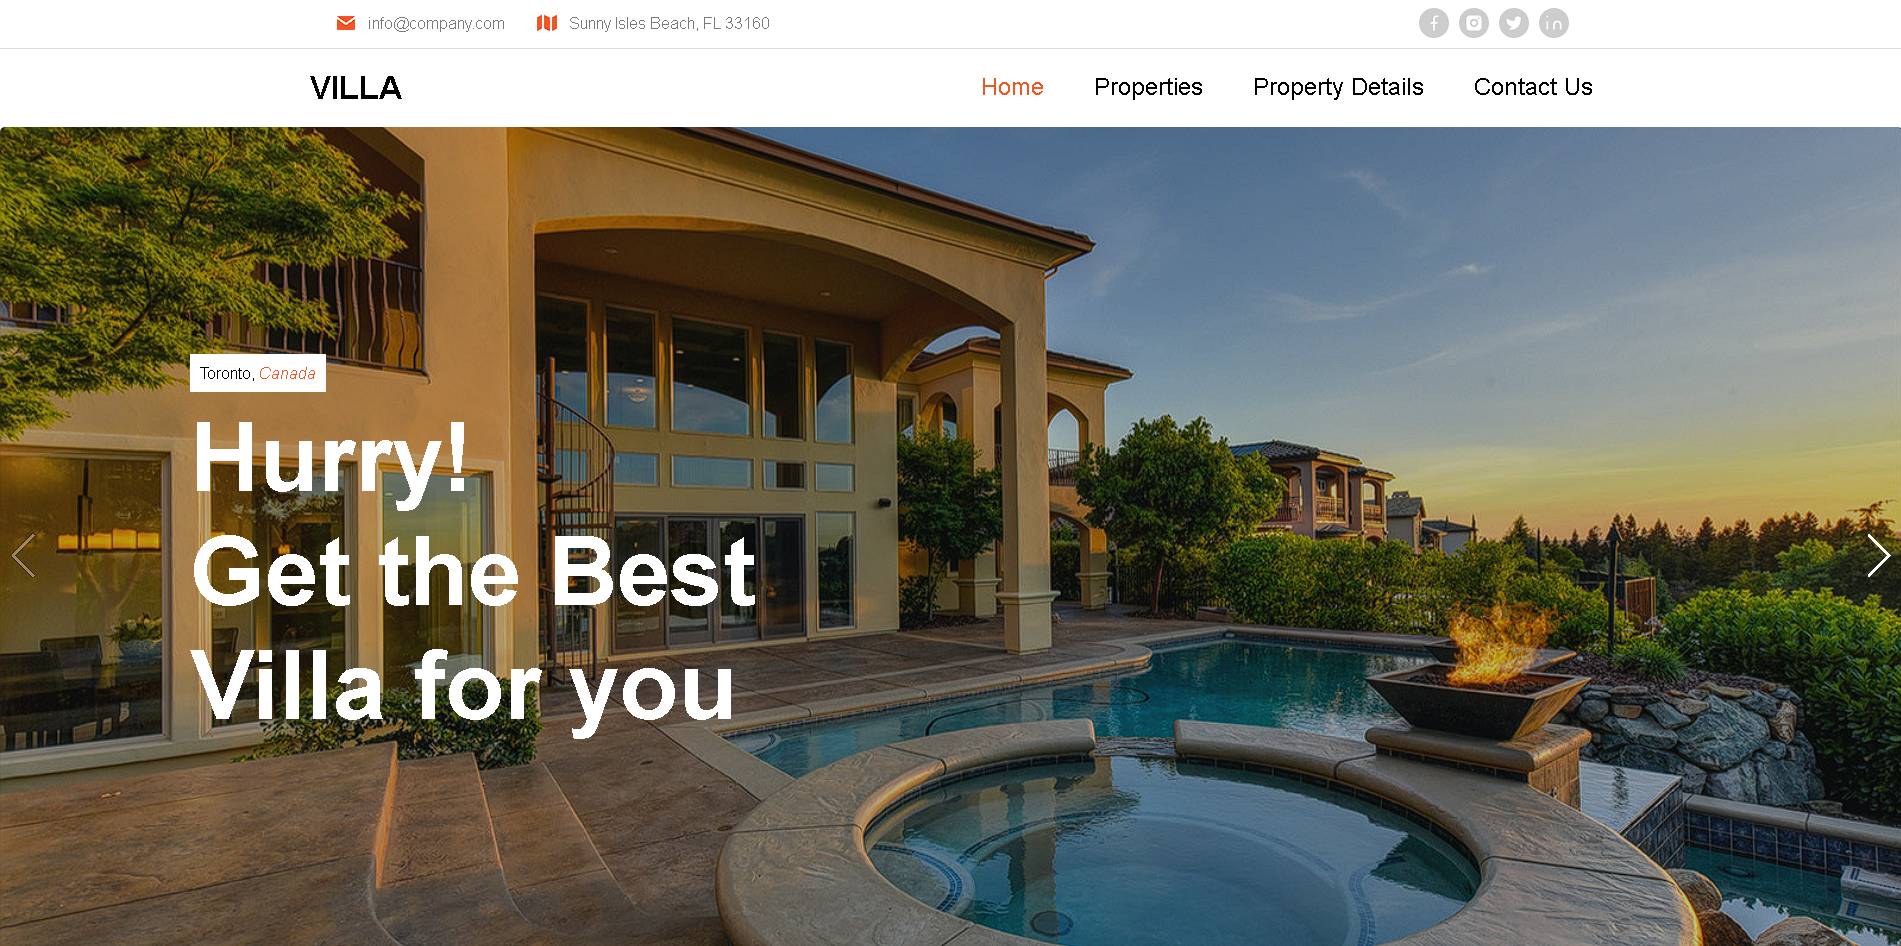 info@company.com
Sunny Isles Beach, FL 33160
VILLA
Home
Properties
Property Details
Contact Us
Toronto, Canada
Hurry!
Get the Best
Villa for you